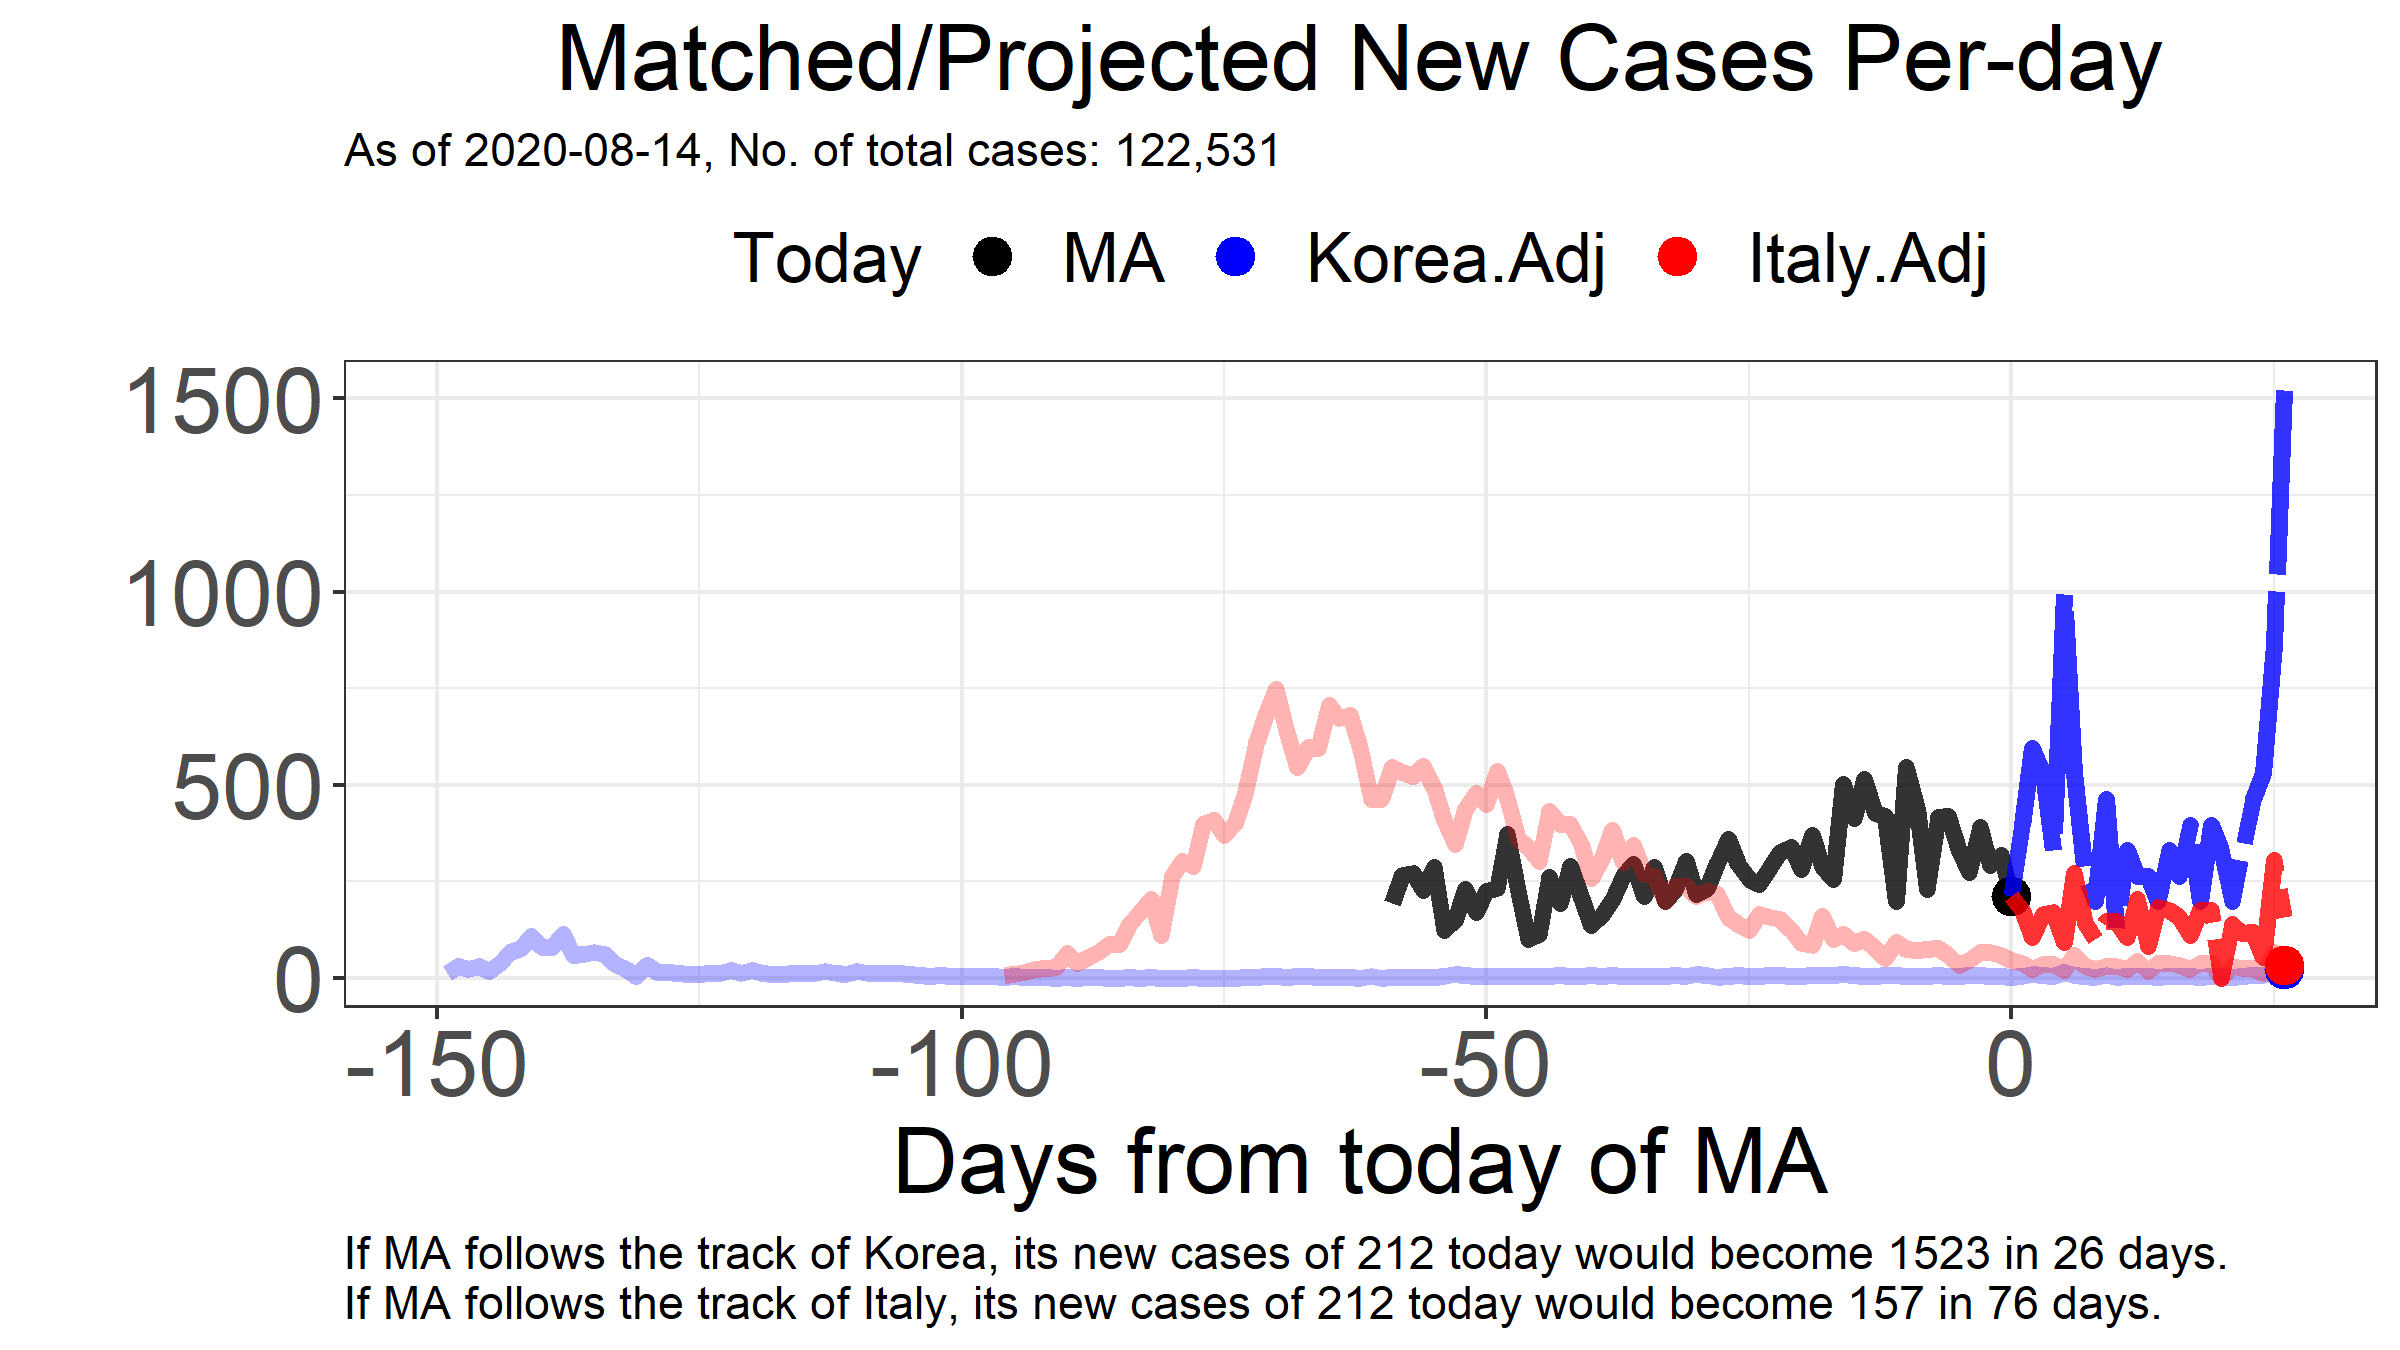 Matched/Projected New Cases Per-day
As of 2020-08-14, No. of total cases: 122,531
Today MA Korea.Adj Italy.Adj
1500
1000
500
0
-150 -100 -50 0
Days from today of MA
If MA follows the track of Korea, its new cases of 212 today would become 1523 in 26 days.
If MA follows the track of Italy, its new cases of 212 today would become 157 in 76 days.